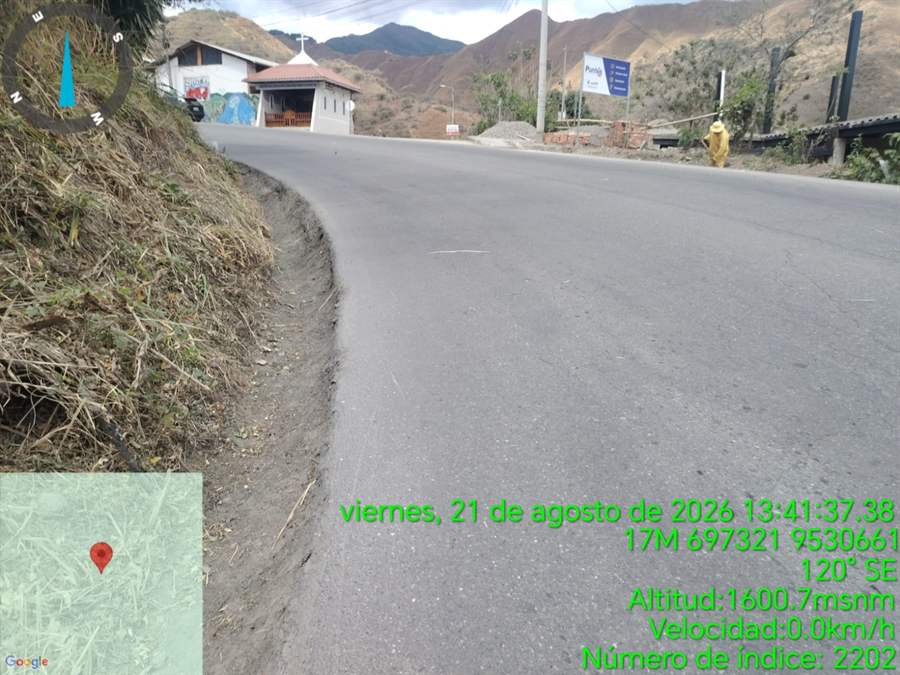 E
S
N
W
viernes, 21 de agosto de 2026 13:41:37.38
17M 697321 9530661
120° SE
Altitud:1600.7msnm
Velocidad:0.0km/h
Número de índice: 2202
Google